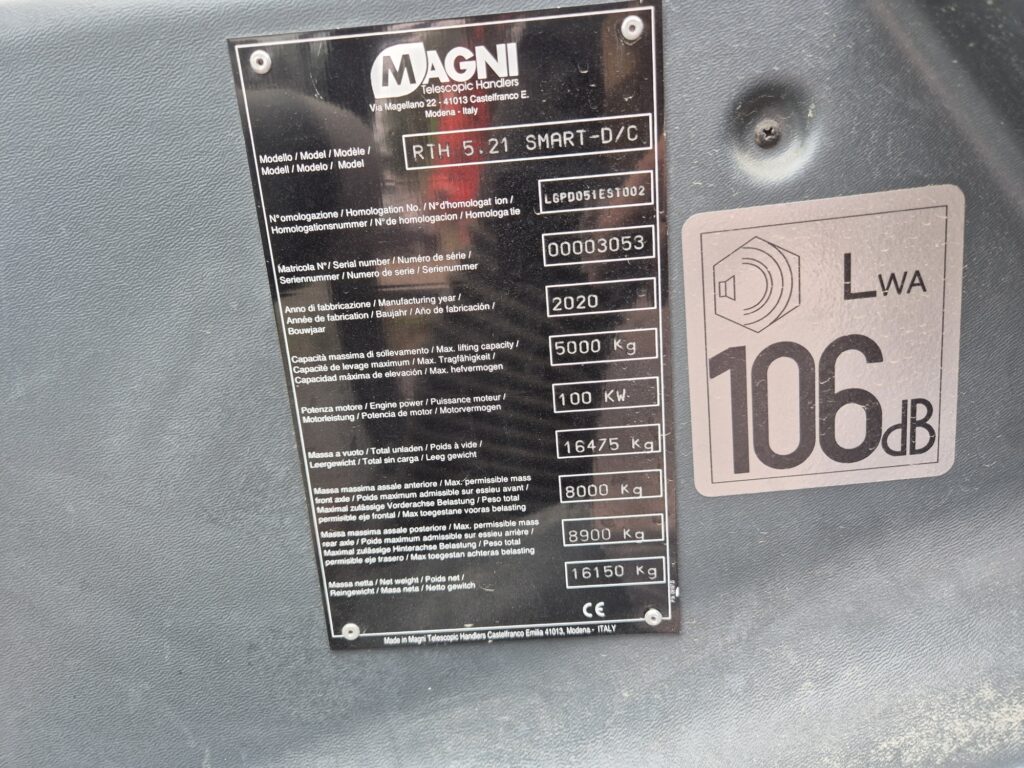 MAGNI
Telescopic Handlers
Via Magellano 22 - 41013 Castelfranco E.
Modena - Italy
Modello / Model / Modèle /
Modell / Modelo / Model
RTH 5.21 SMART-D/C
N°omologazione / Homologation No. / N°d'homologation /
Homologationsnummer / N°de homologacion / Homologatie
LGPD051EST002
Matricola N°/ Serial number / Numéro de série /
Seriennummer / Numero de serie / Serienummer
00003053
Anno di fabbricazione / Manufacturing year /
Année de fabrication / Baujahr / Año de fabricación /
Bouwjaar
2020
Capacità massima di sollevamento / Max. lifting capacity /
Capacité de levage maximum / Max. Tragfähigkeit /
Capacidad máxima de elevación / Max. hefvermogen
5000 Kg
Potenza motore / Engine power / Puissance moteur /
Motorleistung / Potencia de motor / Motorvermogen
100 KW
Massa a vuoto / Total unladen / Poids à vide /
Leergewicht / Total sin carga / Leeg gewicht
16475 Kg
Massa massima assale anteriore / Max. permissible mass
front axle / Poids maximum admissible sur essieu avant /
Maximal zulässige Vorderachse Belastung / Peso total
permisible eje frontal / Max toegestane vooras belasting
8000 Kg
Massa massima assale posteriore / Max. permissible mass
rear axle / Poids maximum admissible sur essieu arrière /
Maximal zulässige Hinterachse Belastung / Peso total
permisible eje trasero / Max toegestan achteras belasting
8900 Kg
Massa netta / Net weight / Poids net /
Reingewicht / Masa neta / Netto gewitch
16150 Kg
CE
Made in Magni Telescopic Handlers Castelfranco Emilia 41013, Modena - ITALY
LWA
106dB